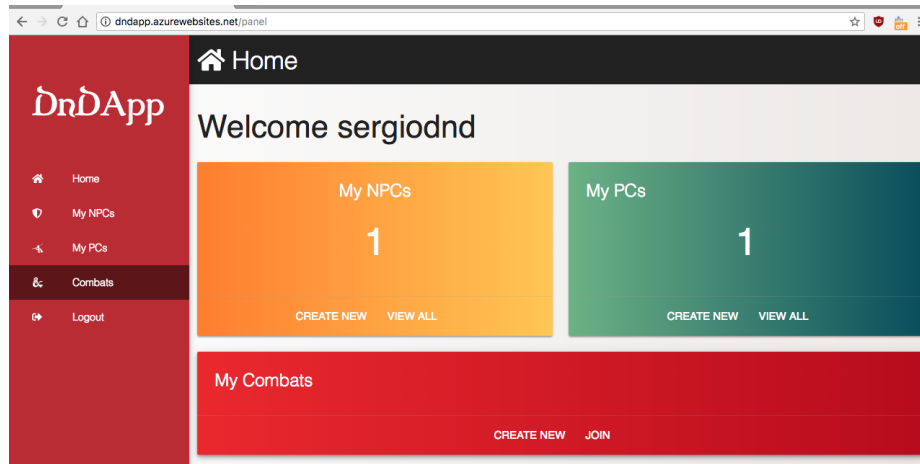 dndapp.azurewebsites.net/panel
off
DnDApp
Home
My NPCs
My PCs
Combats
Logout
Home
Welcome sergiodnd
My NPCs
1
CREATE NEW VIEW ALL
My PCs
1
CREATE NEW VIEW ALL
My Combats
CREATE NEW JOIN